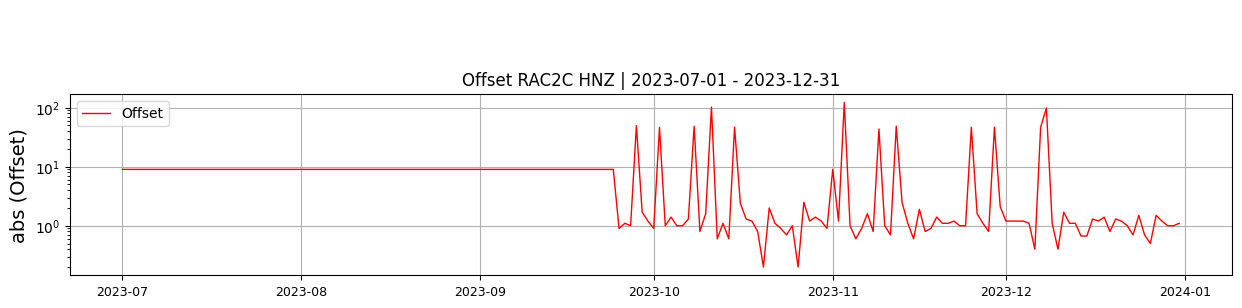 Offset RAC2C HNZ | 2023-07-01 - 2023-12-31
abs (Offset)
10²
10¹
10⁰
Offset
2023-07 2023-08 2023-09 2023-10 2023-11 2023-12 2024-01